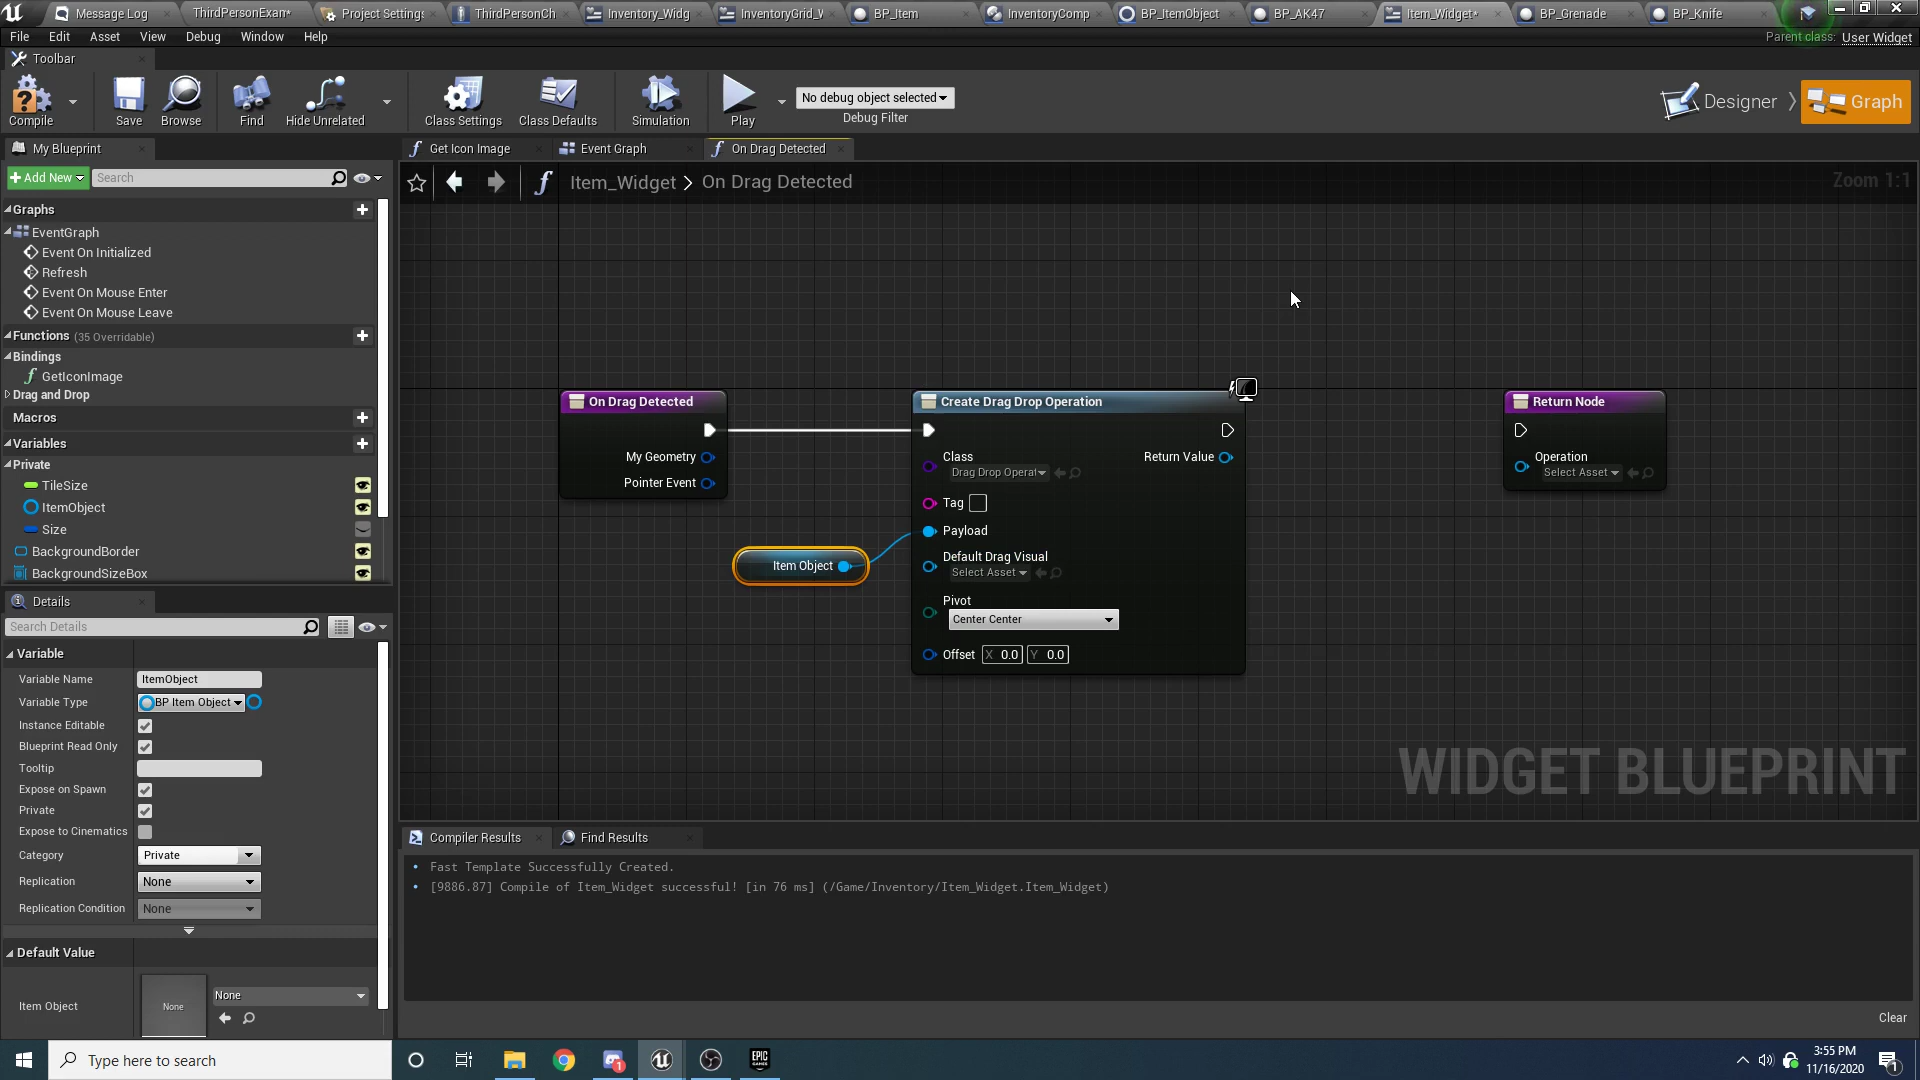 Message Log
ThirdPersonExam*
Project Settings
ThirdPersonCh
Inventory_Widg
InventoryGrid_W
BP_Item
InventoryComp
BP_ItemObject
BP_AK47
Item_Widget*
BP_Grenade
BP_Knife
File Edit Asset View Debug Window Help
Parent class: User Widget
Toolbar
Compile
Save
Browse
Find
Hide Unrelated
Class Settings
Class Defaults
Simulation
Play
No debug object selected
Debug Filter
Designer
Graph
My Blueprint
Get Icon Image
Event Graph
On Drag Detected
Add New
Search
Item_Widget > On Drag Detected
Zoom 1:1
Graphs
EventGraph
Event On Initialized
Refresh
Event On Mouse Enter
Event On Mouse Leave
Functions (35 Overridable)
Bindings
GetIconImage
Drag and Drop
Macros
Variables
Private
TileSize
ItemObject
Size
BackgroundBorder
BackgroundSizeBox
On Drag Detected
My Geometry
Pointer Event
Item Object
Create Drag Drop Operation
Class
Drag Drop Operat
Return Value
Tag
Payload
Default Drag Visual
Select Asset
Pivot
Center Center
Offset X 0.0 Y 0.0
Return Node
Operation
Select Asset
WIDGET BLUEPRINT
Details
Search Details
Variable
Variable Name ItemObject
Variable Type BP Item Object
Instance Editable
Blueprint Read Only
Tooltip
Expose on Spawn
Private
Expose to Cinematics
Category Private
Replication None
Replication Condition None
Default Value
Item Object None None
Compiler Results
Find Results
Fast Template Successfully Created.
[9886.87] Compile of Item_Widget successful! [in 76 ms] (/Game/Inventory/Item_Widget.Item_Widget)
Clear
Type here to search
1
EPIC
GAMES
3:55 PM
11/16/2020
1